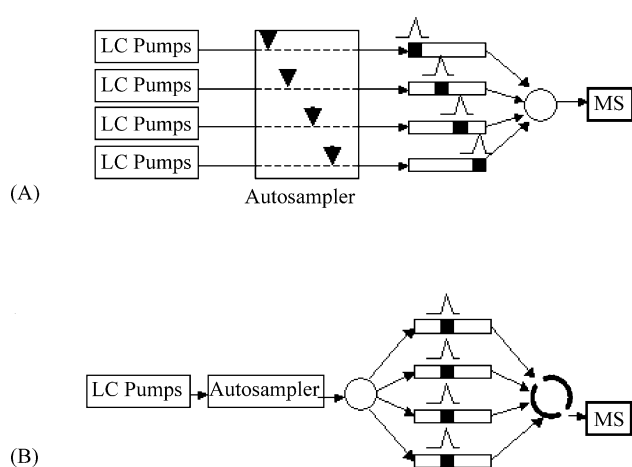 LC Pumps
LC Pumps
LC Pumps
LC Pumps
MS
(A)
Autosampler
LC Pumps
Autosampler
MS
(B)